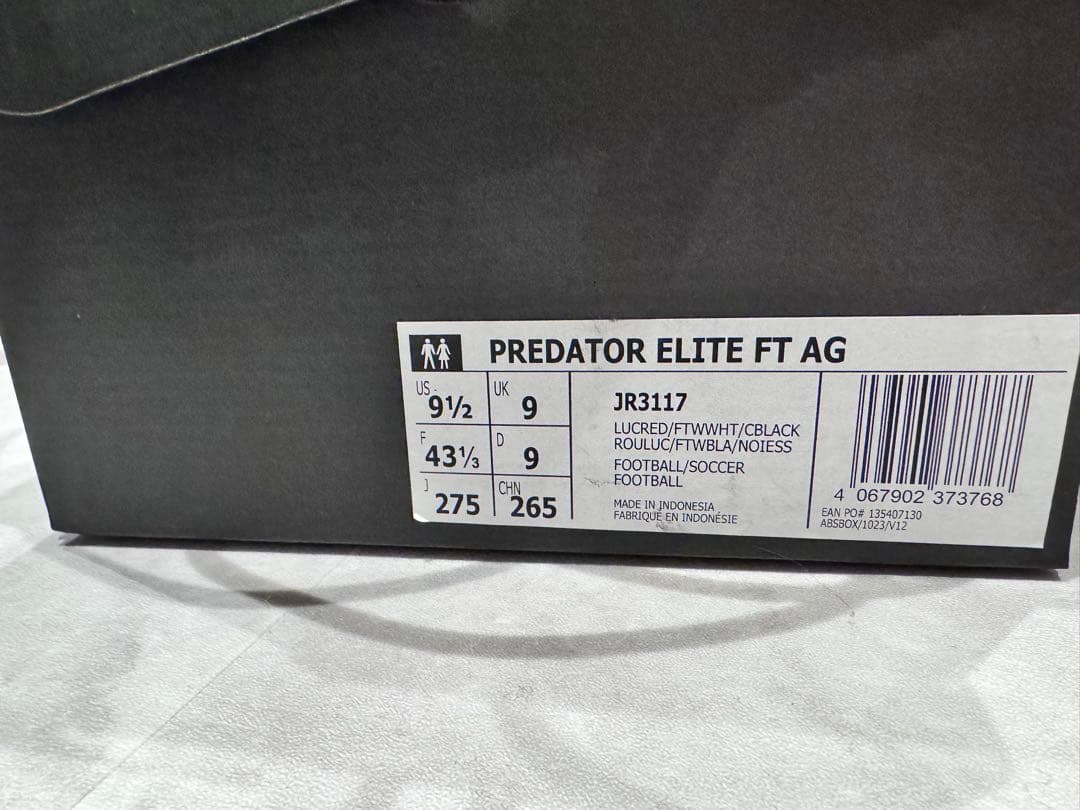 PREDATOR ELITE FT AG
US 9½ UK 9
F 43⅓ D 9
J 275 CHN 265
JR3117
LUCRED/FTWWHT/CBLACK
ROULUC/FTWBLA/NOIESS
FOOTBALL/SOCCER
FOOTBALL
MADE IN INDONESIA
FABRIQUÉ EN INDONÉSIE
4 067902 373768
EAN PO# 135407130
ABSBOX/1023/V12